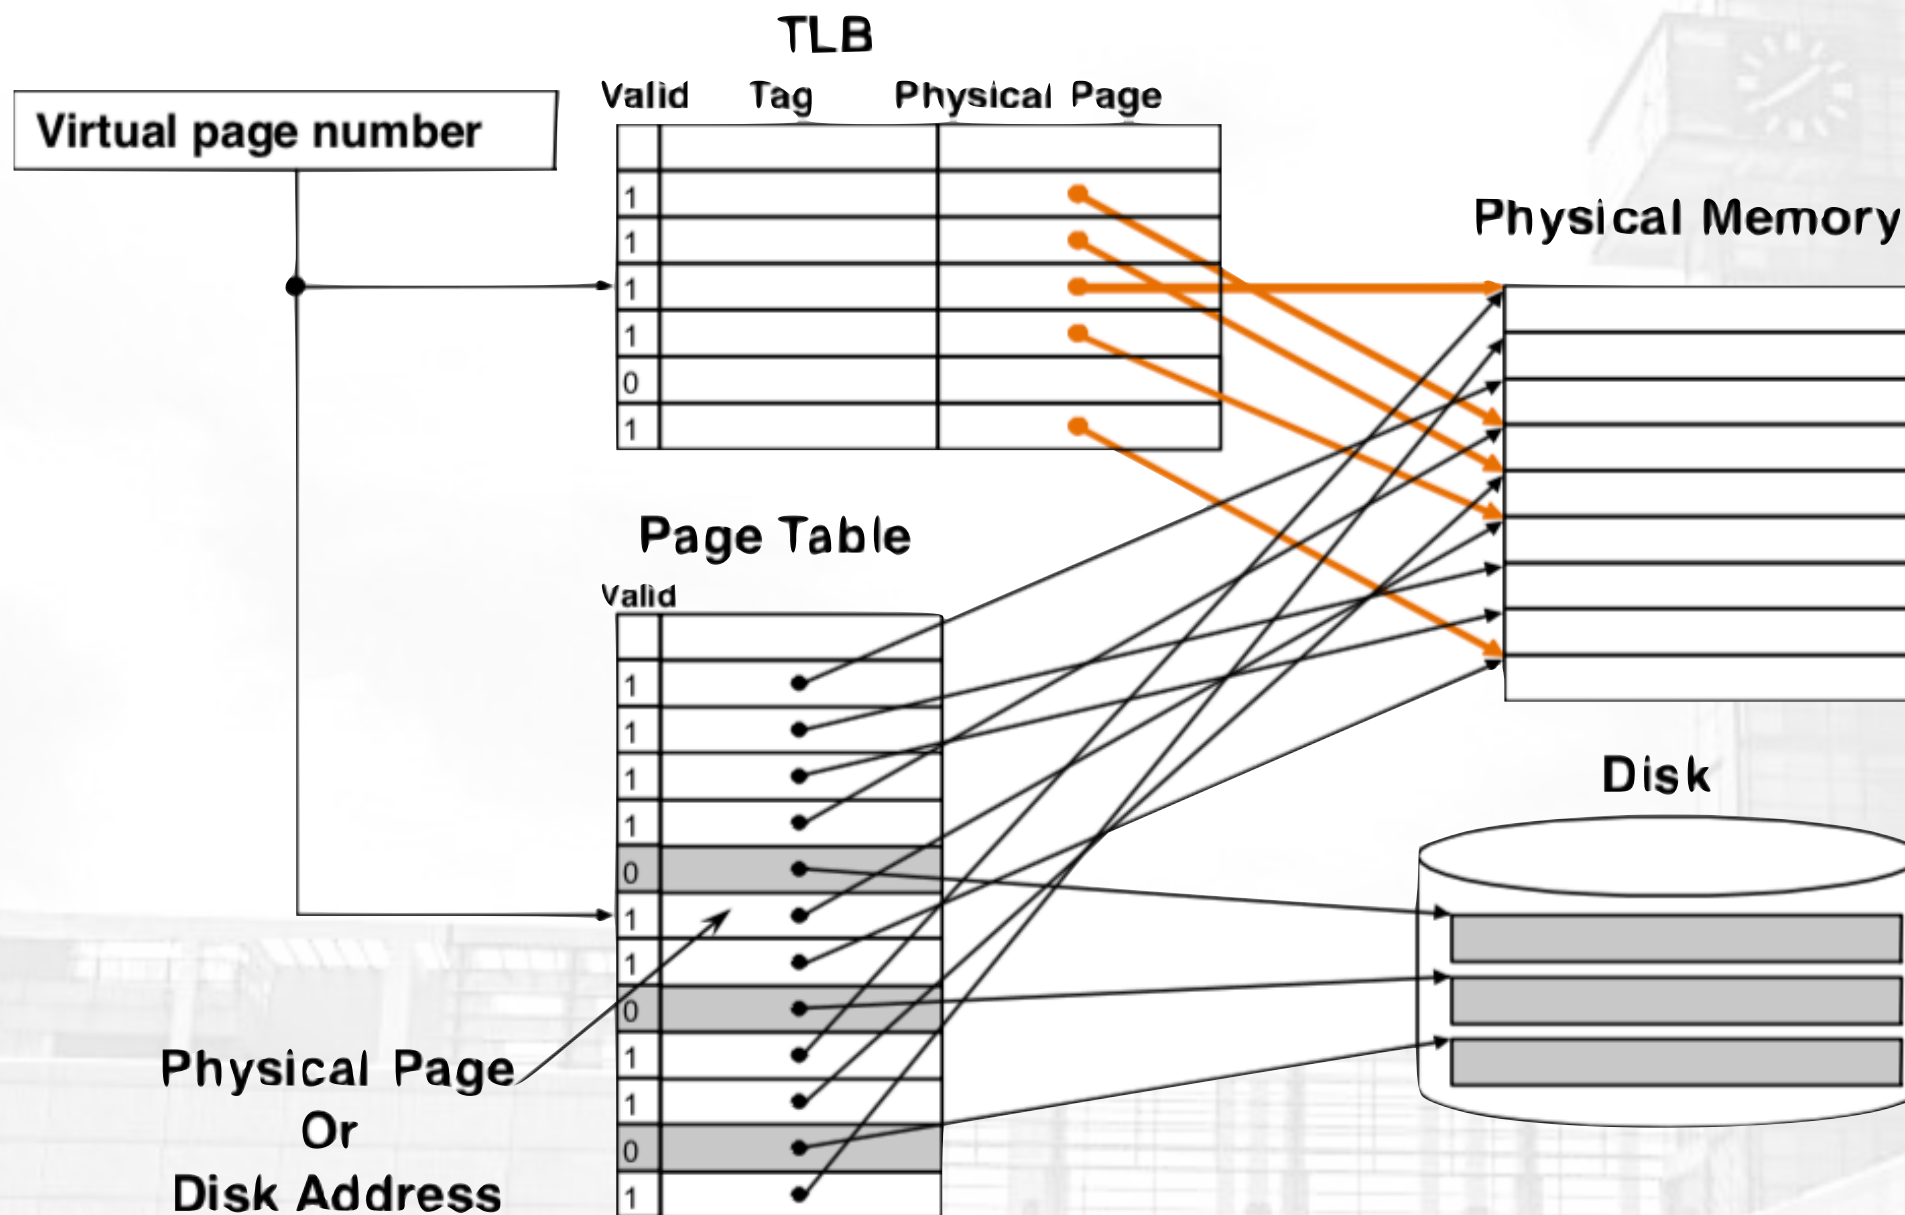 TLB
Valid Tag Physical Page
Virtual page number
1
1
1
1
0
1
Physical Memory
Page Table
Valid
1
1
1
1
0
1
1
0
1
1
0
1
Disk
Physical Page
Or
Disk Address